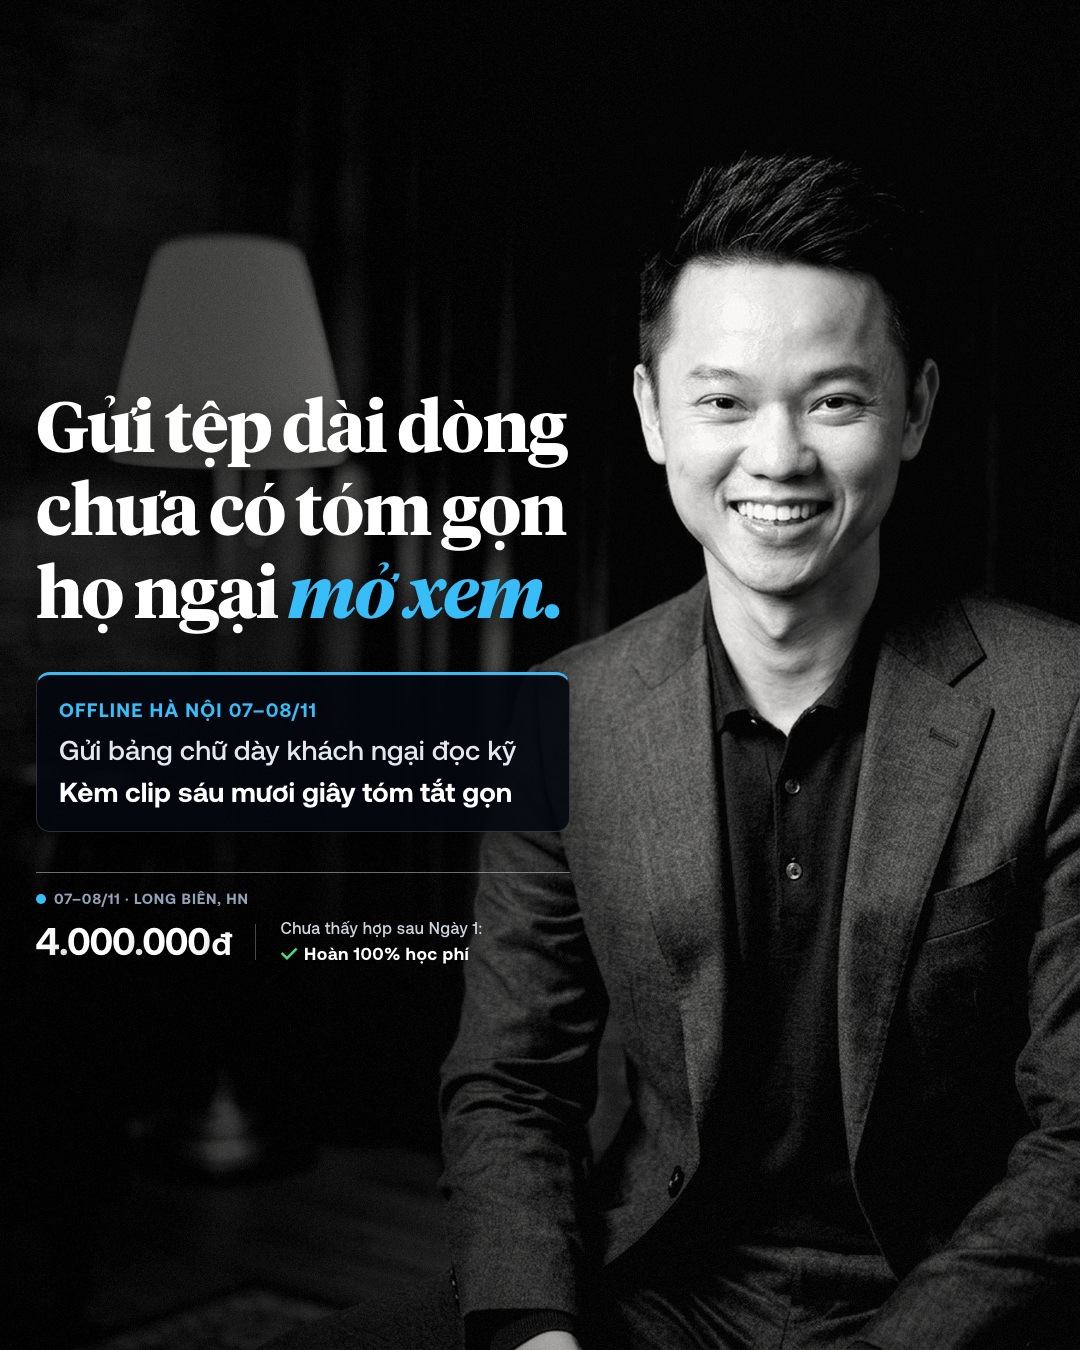 Gửi tệp dài dòng
chưa có tóm gọn
họ ngại mở xem.
OFFLINE HÀ NỘI 07–08/11
Gửi bảng chữ dày khách ngại đọc kỹ
Kèm clip sáu mươi giây tóm tắt gọn
07–08/11 · LONG BIÊN, HN
4.000.000đ
Chưa thấy hợp sau Ngày 1:
Hoàn 100% học phí